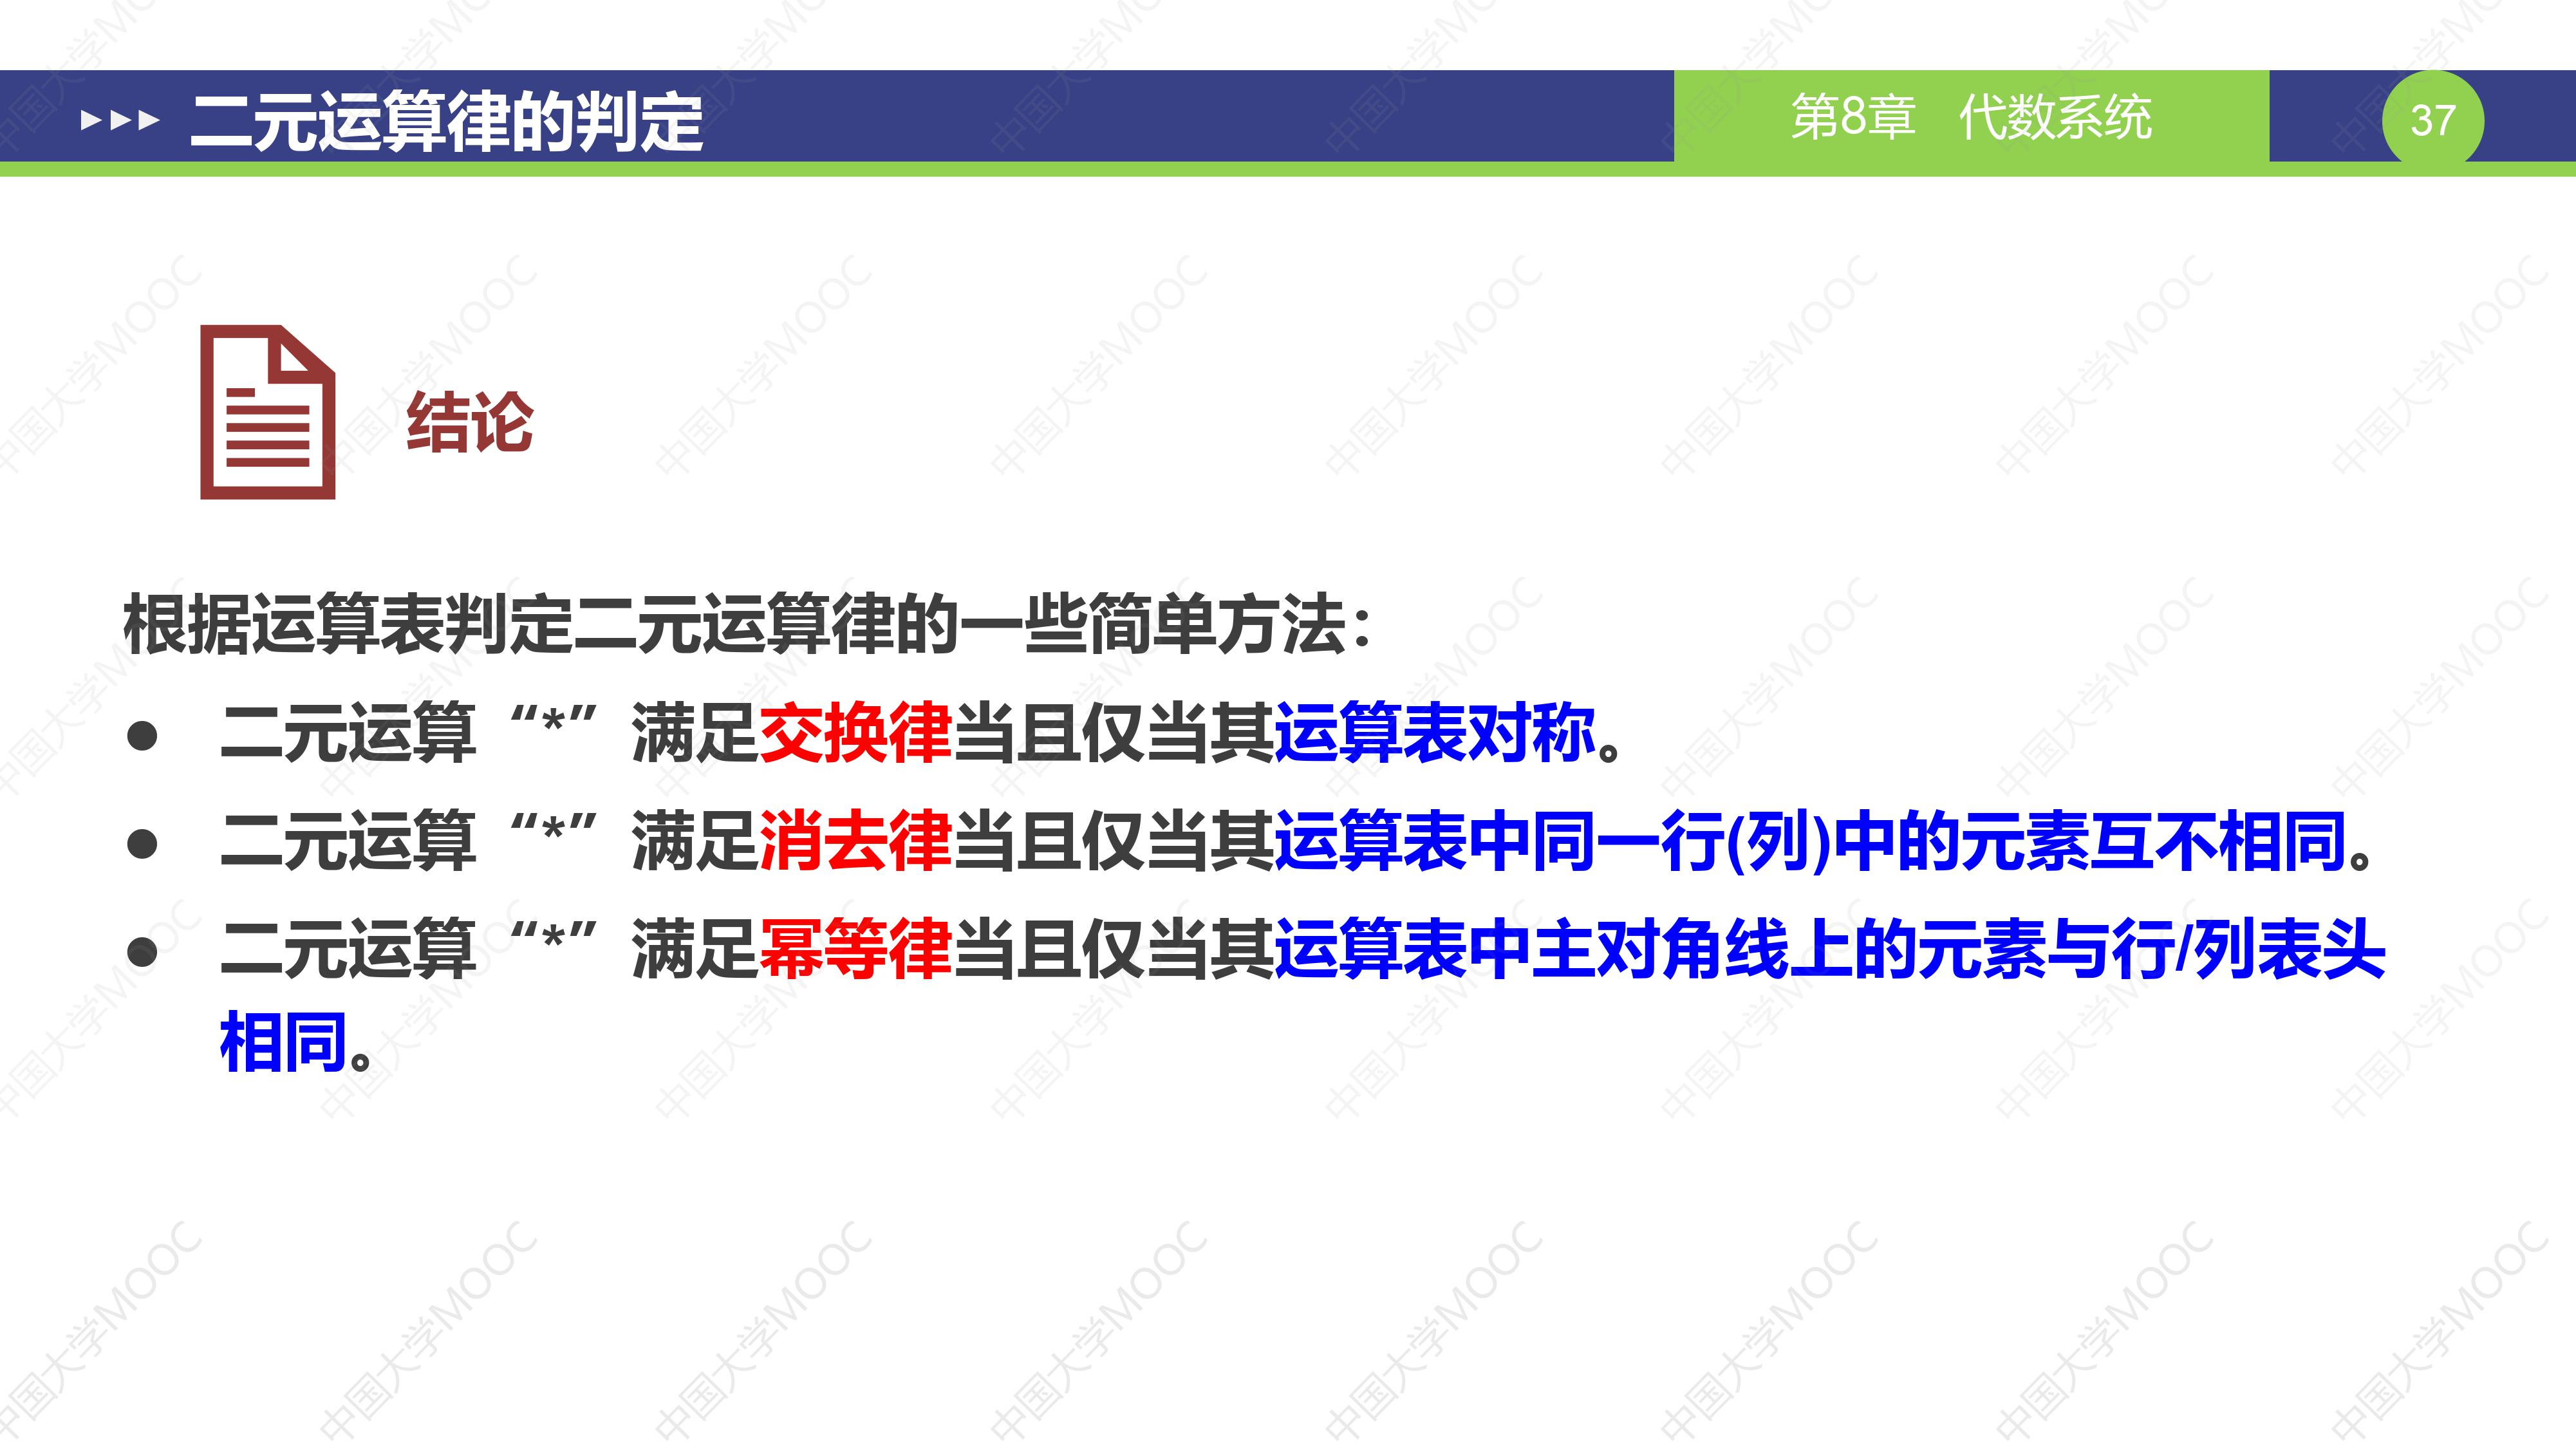 二元运算律的判定
第8章 代数系统
37
结论
根据运算表判定二元运算律的一些简单方法：
● 二元运算“*”满足交换律当且仅当其运算表对称。
● 二元运算“*”满足消去律当且仅当其运算表中同一行(列)中的元素互不相同。
● 二元运算“*”满足幂等律当且仅当其运算表中主对角线上的元素与行/列表头
相同。
中国大学MOOC